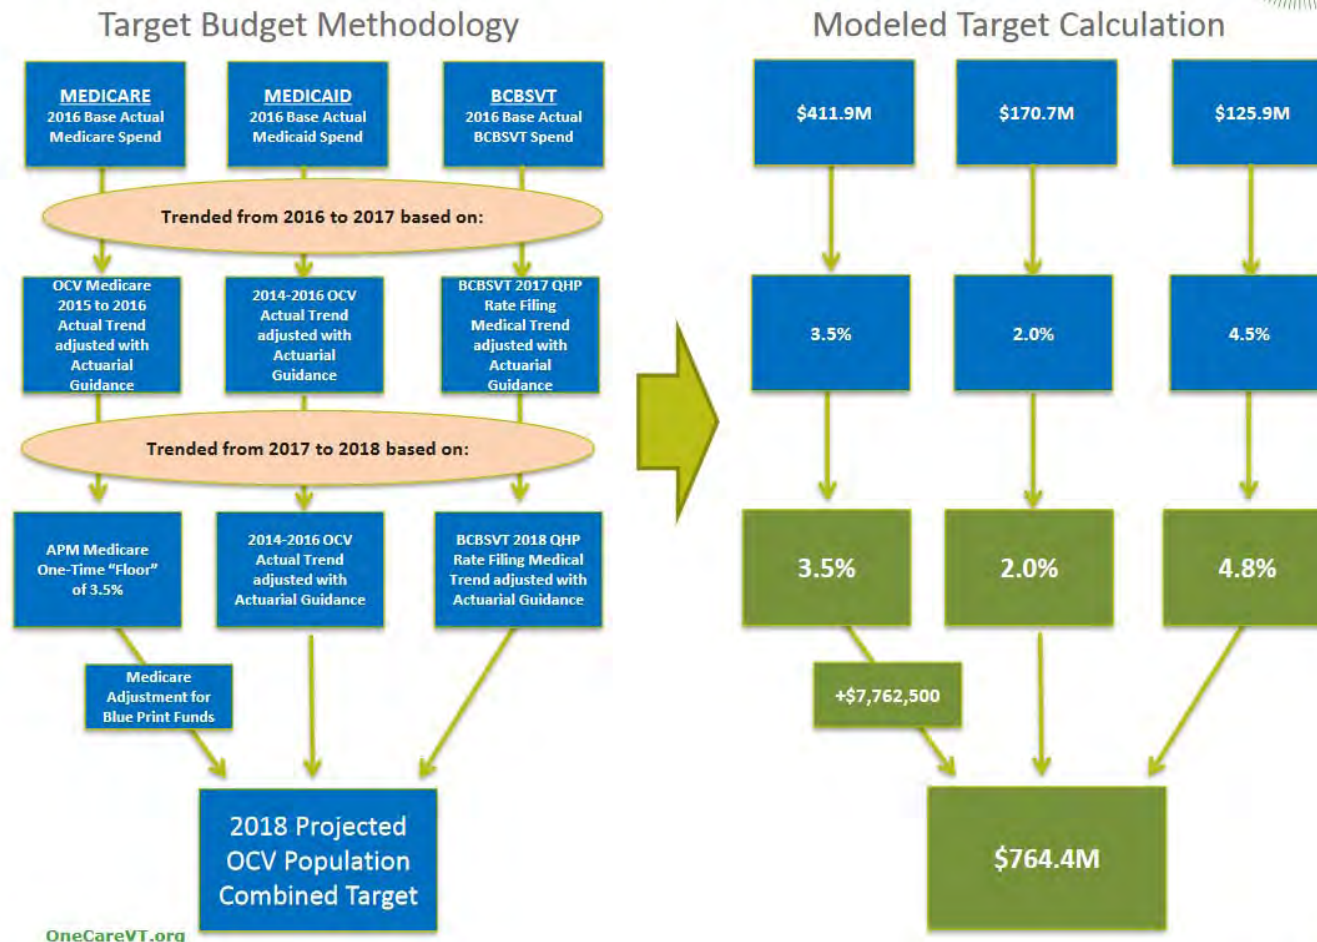 Target Budget Methodology
Modeled Target Calculation
MEDICARE
2016 Base Actual
Medicare Spend
MEDICAID
2016 Base Actual
Medicaid Spend
BCBSVT
2016 Base Actual
BCBSVT Spend
$411.9M
$170.7M
$125.9M
Trended from 2016 to 2017 based on:
OCV Medicare
2015 to 2016
Actual Trend
adjusted with
Actuarial
Guidance
2014-2016 OCV
Actual Trend
adjusted with
Actuarial
Guidance
BCBSVT 2017 QHP
Rate Filing
Medical Trend
adjusted with
Actuarial
Guidance
3.5%
2.0%
4.5%
Trended from 2017 to 2018 based on:
APM Medicare
One-Time “Floor”
of 3.5%
2014-2016 OCV
Actual Trend
adjusted with
Actuarial Guidance
BCBSVT 2018 QHP
Rate Filing Medical
Trend adjusted with
Actuarial Guidance
3.5%
2.0%
4.8%
Medicare
Adjustment for
Blue Print Funds
+$7,762,500
2018 Projected
OCV Population
Combined Target
$764.4M
OneCareVT.org